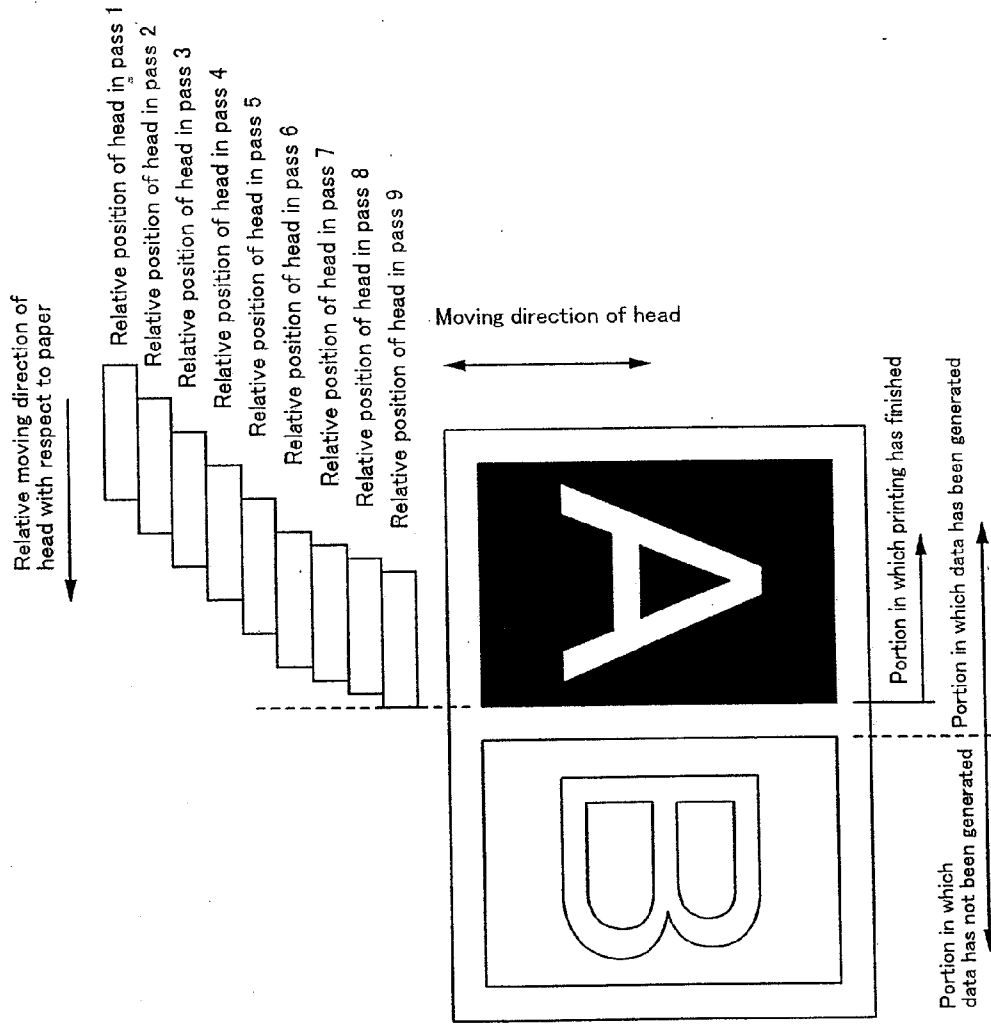 Relative moving direction of
head with respect to paper
Relative position of head in pass 1
Relative position of head in pass 2
Relative position of head in pass 3
Relative position of head in pass 4
Relative position of head in pass 5
Relative position of head in pass 6
Relative position of head in pass 7
Relative position of head in pass 8
Relative position of head in pass 9
Moving direction of head
A
B
Portion in which printing has finished
Portion in which data has been generated
Portion in which
data has not been generated